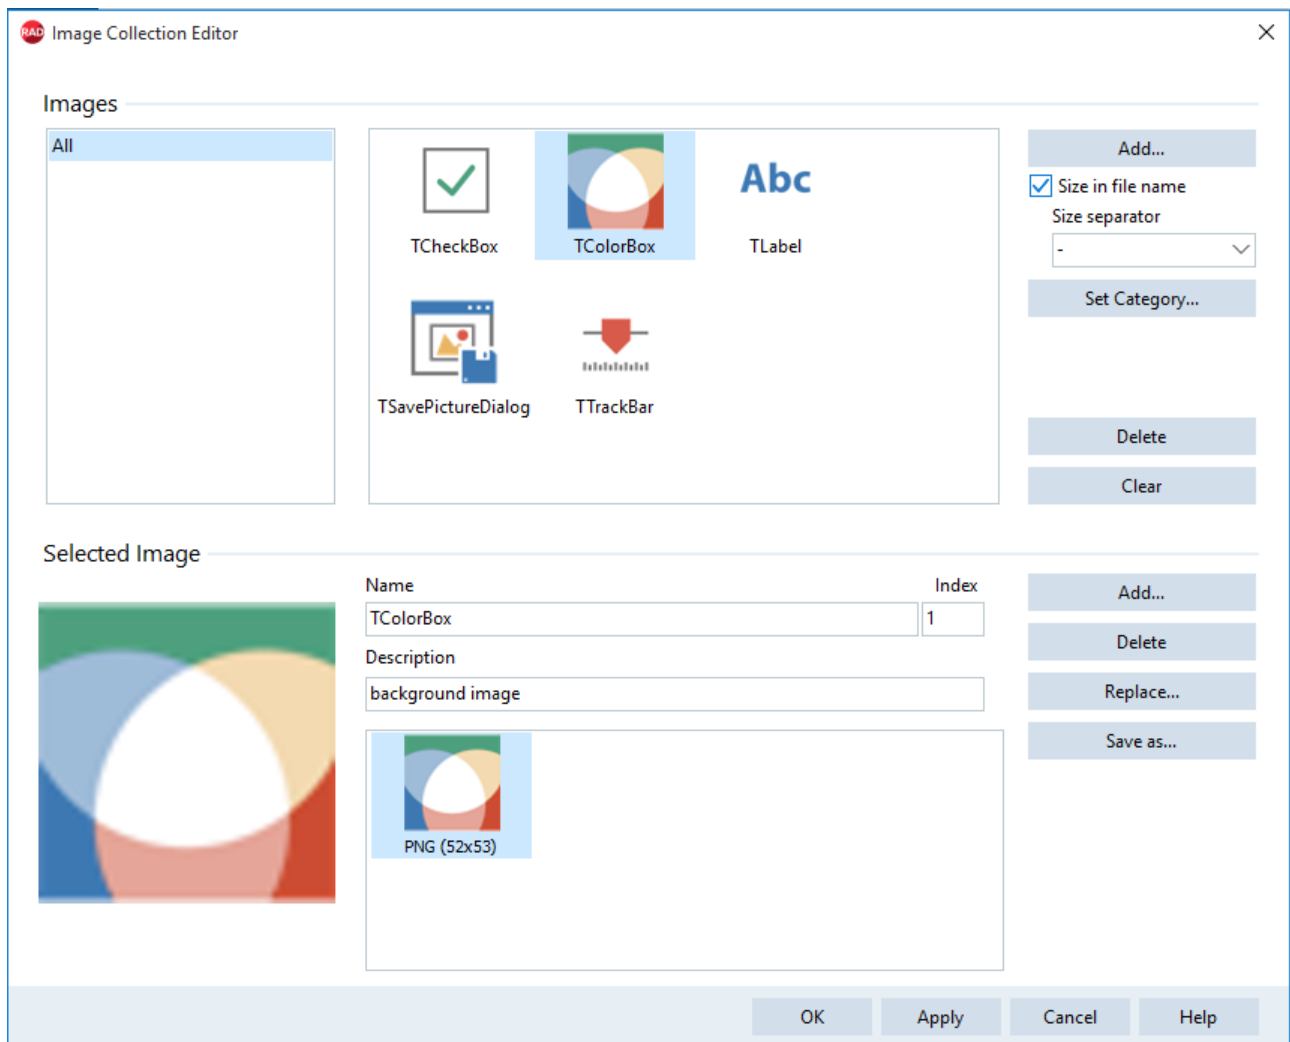 RAD Image Collection Editor
Images
All
Abc
TCheckBox
TColorBox
TLabel
TSavePictureDialog
TTrackBar
Add...
Size in file name
Size separator
-
Set Category...
Delete
Clear
Selected Image
Name
Index
TColorBox
1
Description
background image
PNG (52x53)
Add...
Delete
Replace...
Save as...
OK
Apply
Cancel
Help